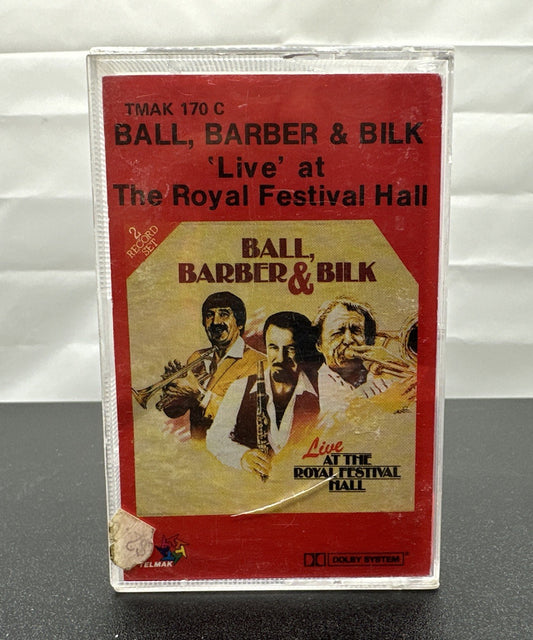 TMAK 170 C
BALL, BARBER & BILK
'Live' at
The Royal Festival Hall
2
RECORD
SET
BALL,
BARBER & BILK
Live
AT THE
ROYAL FESTIVAL
HALL
TELMAK
DOLBY SYSTEM